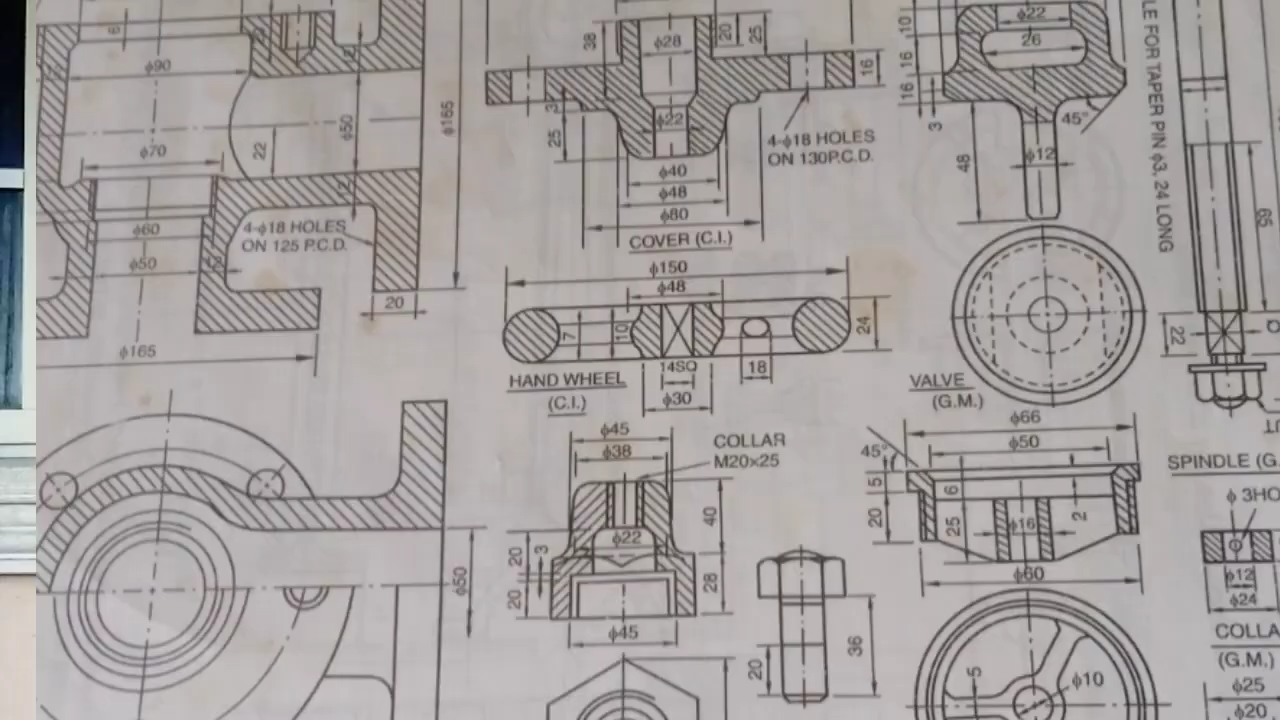 6
ϕ90
22
ϕ50
ϕ165
ϕ70
ϕ60
ϕ50
4-ϕ18 HOLES
ON 125 P.C.D.
20
ϕ165
ϕ50
38
ϕ28
20
25
16
3
25
ϕ22
4-ϕ18 HOLES
ON 130P.C.D.
ϕ40
ϕ48
ϕ80
COVER (C.I.)
ϕ150
ϕ48
7
10
24
14SQ
18
ϕ30
HAND WHEEL
(C.I.)
ϕ45
ϕ38
COLLAR
M20×25
40
ϕ22
20
3
28
20
ϕ45
36
20
10
16
16
3
ϕ22
26
45°
48
ϕ12
VALVE
(G.M.)
ϕ66
ϕ50
45°
5
6
20
25
ϕ16
2
ϕ60
5
ϕ10
LE FOR TAPER PIN ϕ3, 24 LONG
65
22
SPINDLE (G.
ϕ 3HO
ϕ12
ϕ24
COLLA
(G.M.)
ϕ25
ϕ20